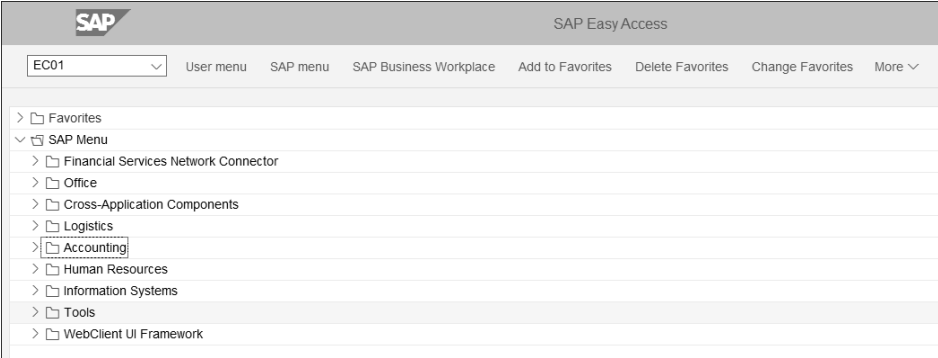 SAP
SAP Easy Access
EC01 User menu SAP menu SAP Business Workplace Add to Favorites Delete Favorites Change Favorites More
Favorites
SAP Menu
Financial Services Network Connector
Office
Cross-Application Components
Logistics
Accounting
Human Resources
Information Systems
Tools
WebClient UI Framework